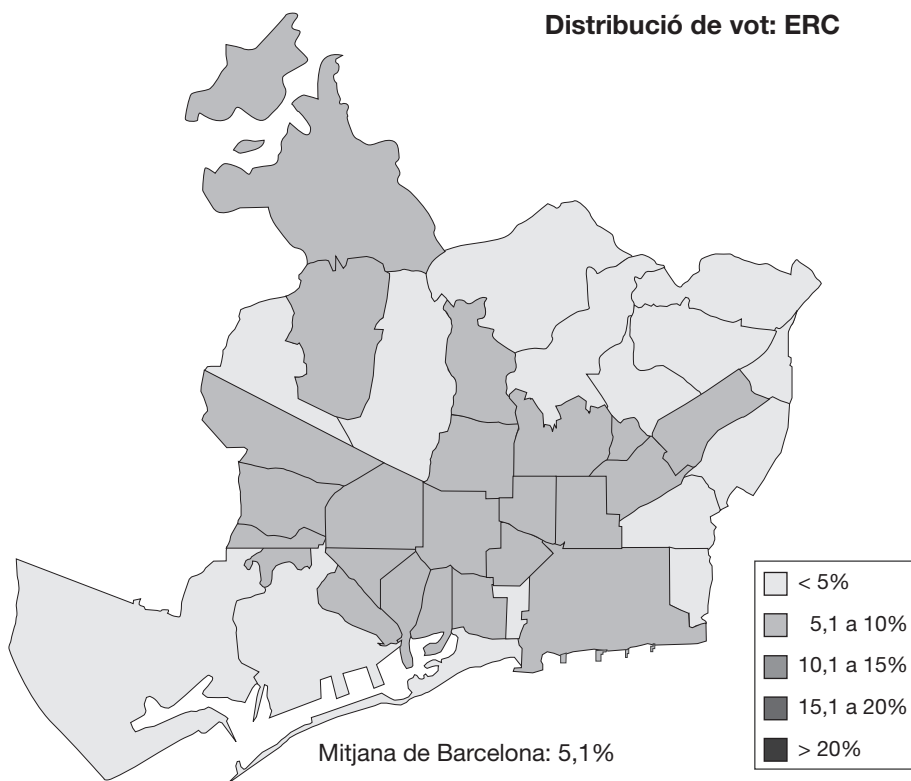 Distribució de vot: ERC
< 5%
5,1 a 10%
10,1 a 15%
15,1 a 20%
> 20%
Mitjana de Barcelona: 5,1%